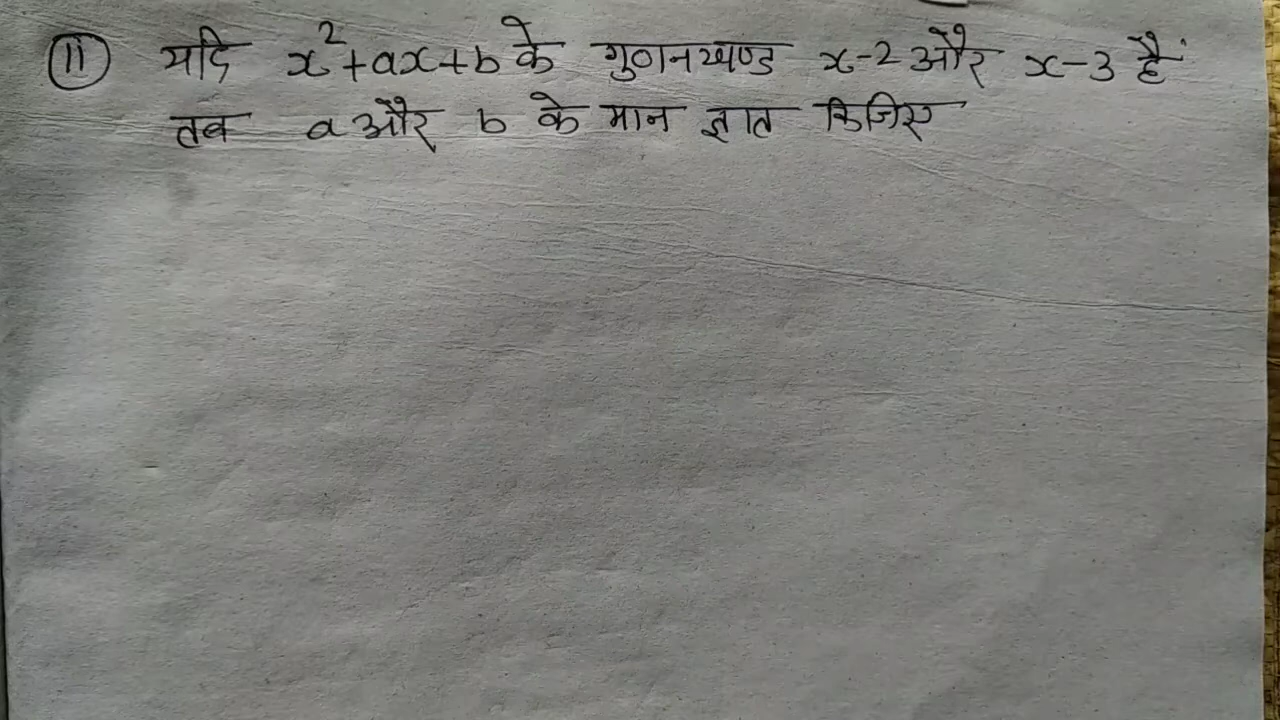 (11) यदि x²+ax+b के गुणनखण्ड x-2 और x-3 हैं
तब a और b के मान ज्ञात किजिए